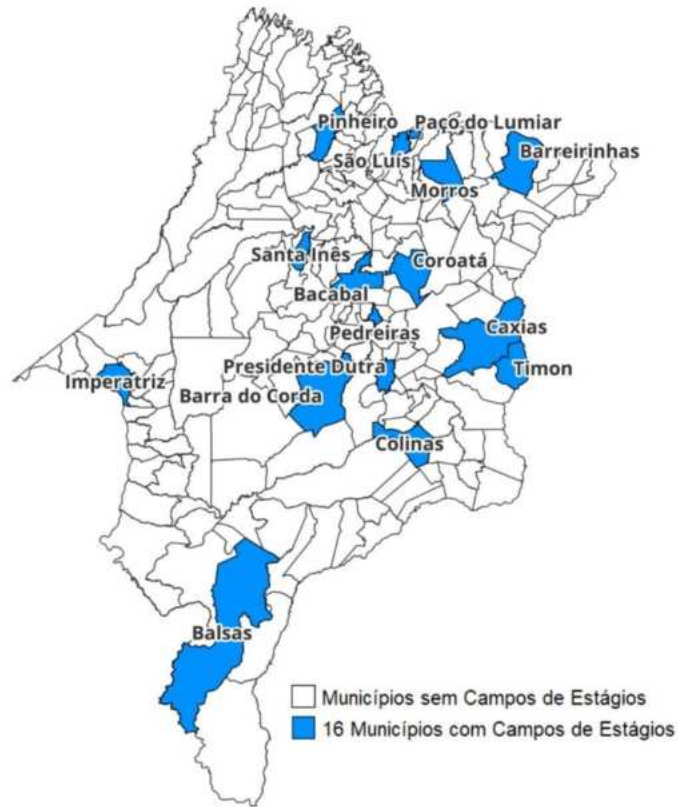 Pinheiro
Paço do Lumiar
São Luís
Barreirinhas
Morros
Santa Inês
Coroatá
Bacabal
Pedreiras
Caxias
Presidente Dutra
Timon
Imperatriz
Barra do Corda
Colinas
Balsas
Municípios sem Campos de Estágios
16 Municípios com Campos de Estágios